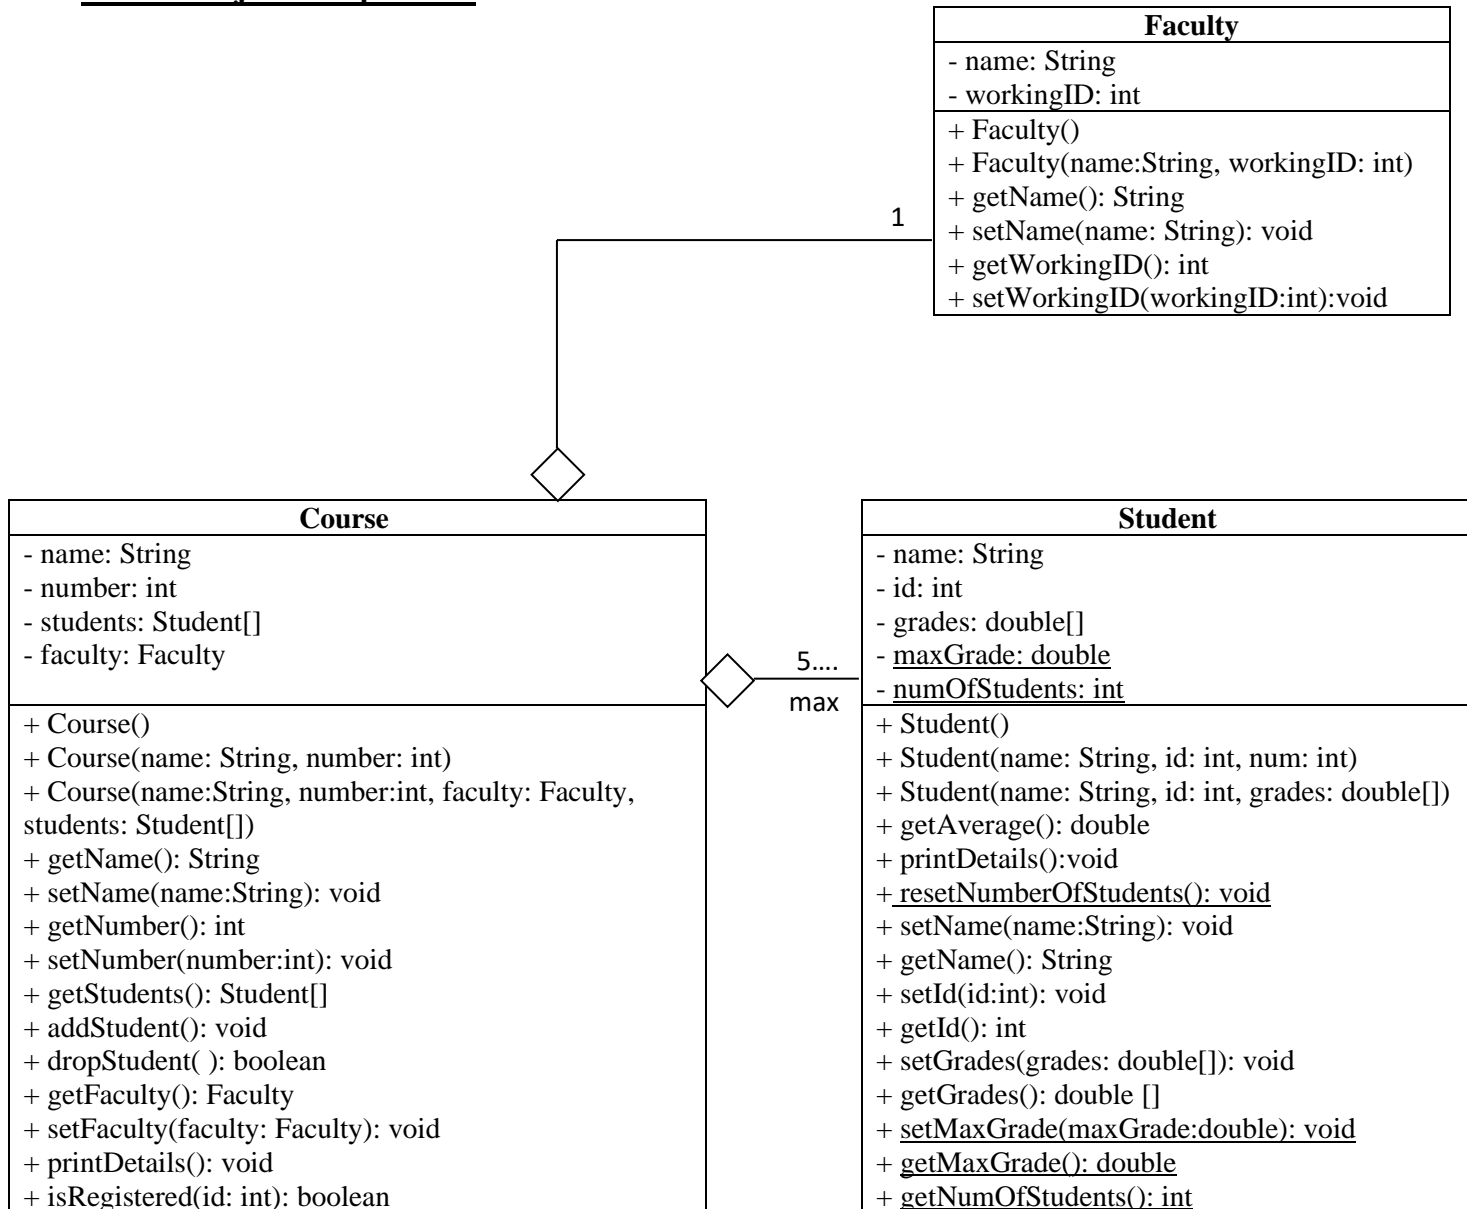 Faculty
- name: String
- workingID: int
+ Faculty()
+ Faculty(name:String, workingID: int)
+ getName(): String
+ setName(name: String): void
+ getWorkingID(): int
+ setWorkingID(workingID:int):void
1
Course
- name: String
- number: int
- students: Student[]
- faculty: Faculty
+ Course()
+ Course(name: String, number: int)
+ Course(name:String, number:int, faculty: Faculty,
students: Student[])
+ getName(): String
+ setName(name:String): void
+ getNumber(): int
+ setNumber(number:int): void
+ getStudents(): Student[]
+ addStudent(): void
+ dropStudent( ): boolean
+ getFaculty(): Faculty
+ setFaculty(faculty: Faculty): void
+ printDetails(): void
+ isRegistered(id: int): boolean
5....
max
Student
- name: String
- id: int
- grades: double[]
- maxGrade: double
- numOfStudents: int
+ Student()
+ Student(name: String, id: int, num: int)
+ Student(name: String, id: int, grades: double[])
+ getAverage(): double
+ printDetails():void
+ resetNumberOfStudents(): void
+ setName(name:String): void
+ getName(): String
+ setId(id:int): void
+ getId(): int
+ setGrades(grades: double[]): void
+ getGrades(): double []
+ setMaxGrade(maxGrade:double): void
+ getMaxGrade(): double
+ getNumOfStudents(): int